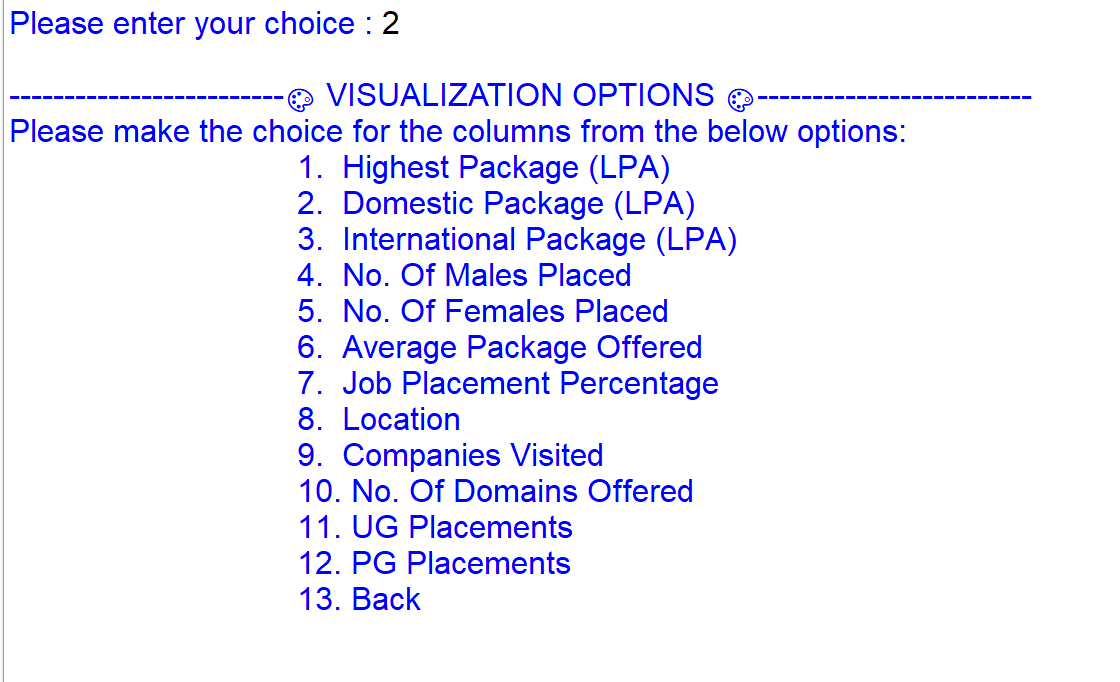 Please enter your choice : 2
-------------------------🎨 VISUALIZATION OPTIONS 🎨-------------------------
Please make the choice for the columns from the below options:
1. Highest Package (LPA)
2. Domestic Package (LPA)
3. International Package (LPA)
4. No. Of Males Placed
5. No. Of Females Placed
6. Average Package Offered
7. Job Placement Percentage
8. Location
9. Companies Visited
10. No. Of Domains Offered
11. UG Placements
12. PG Placements
13. Back